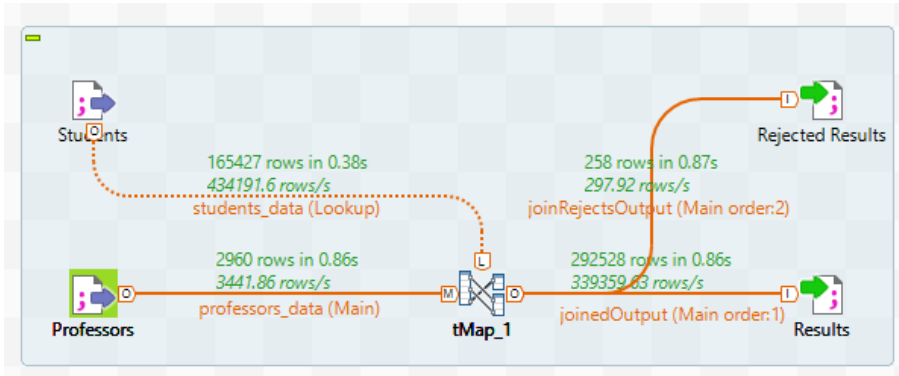 Students
165427 rows in 0.38s
434191.6 rows/s
students_data (Lookup)
258 rows in 0.87s
297.92 rows/s
joinRejectsOutput (Main order:2)
I
Rejected Results
O
L
Professors
O
2960 rows in 0.86s
3441.86 rows/s
professors_data (Main)
M
O
tMap_1
292528 rows in 0.86s
339359.63 rows/s
joinedOutput (Main order:1)
I
Results